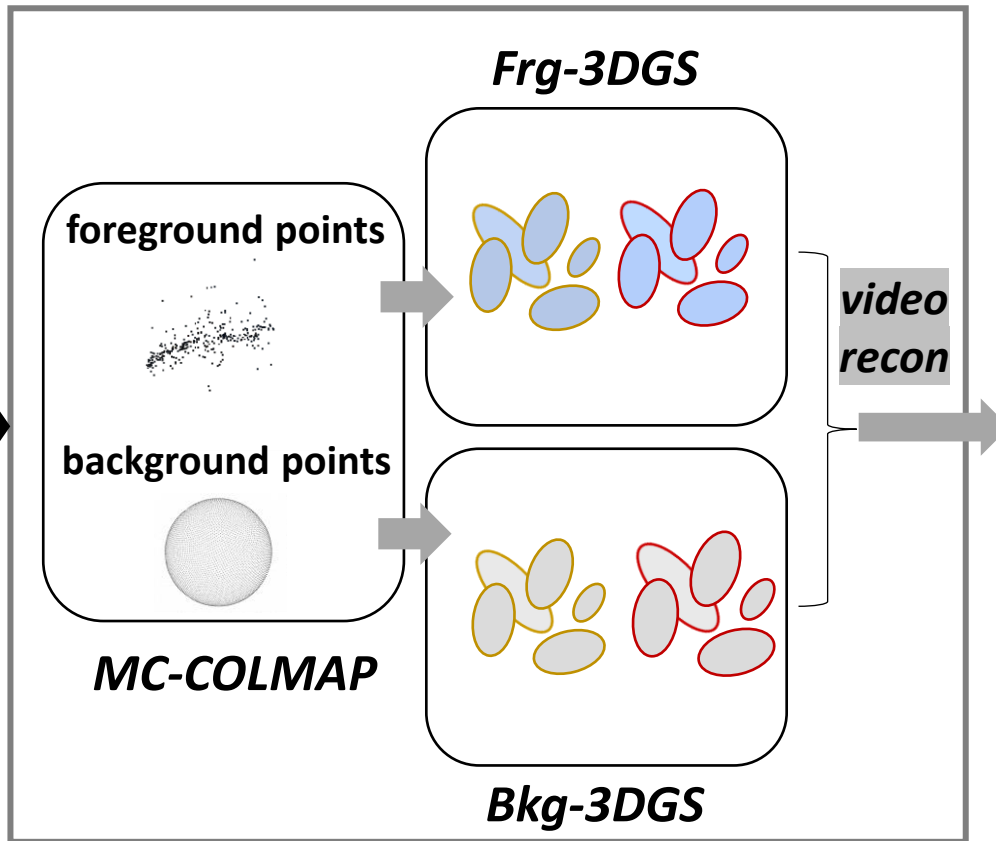 Frg-3DGS
foreground points
background points
MC-COLMAP
video
recon
Bkg-3DGS